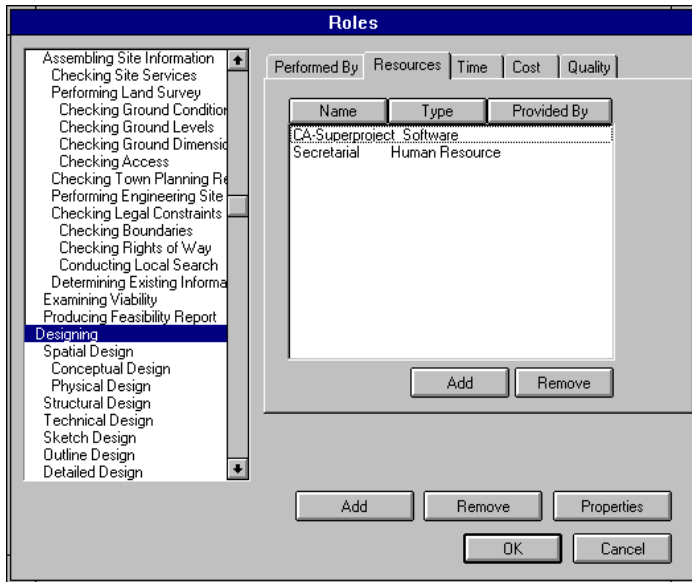 Roles
Assembling Site Information
Checking Site Services
Performing Land Survey
Checking Ground Condition
Checking Ground Levels
Checking Ground Dimensio
Checking Access
Checking Town Planning Re
Performing Engineering Site
Checking Legal Constraints
Checking Boundaries
Checking Rights of Way
Conducting Local Search
Determining Existing Informa
Examining Viability
Producing Feasibility Report
Designing
Spatial Design
Conceptual Design
Physical Design
Structural Design
Technical Design
Sketch Design
Outline Design
Detailed Design
Performed By Resources Time Cost Quality
Name Type Provided By
CA-Superproject Software
Secretarial Human Resource
Add Remove
Add Remove Properties
OK Cancel